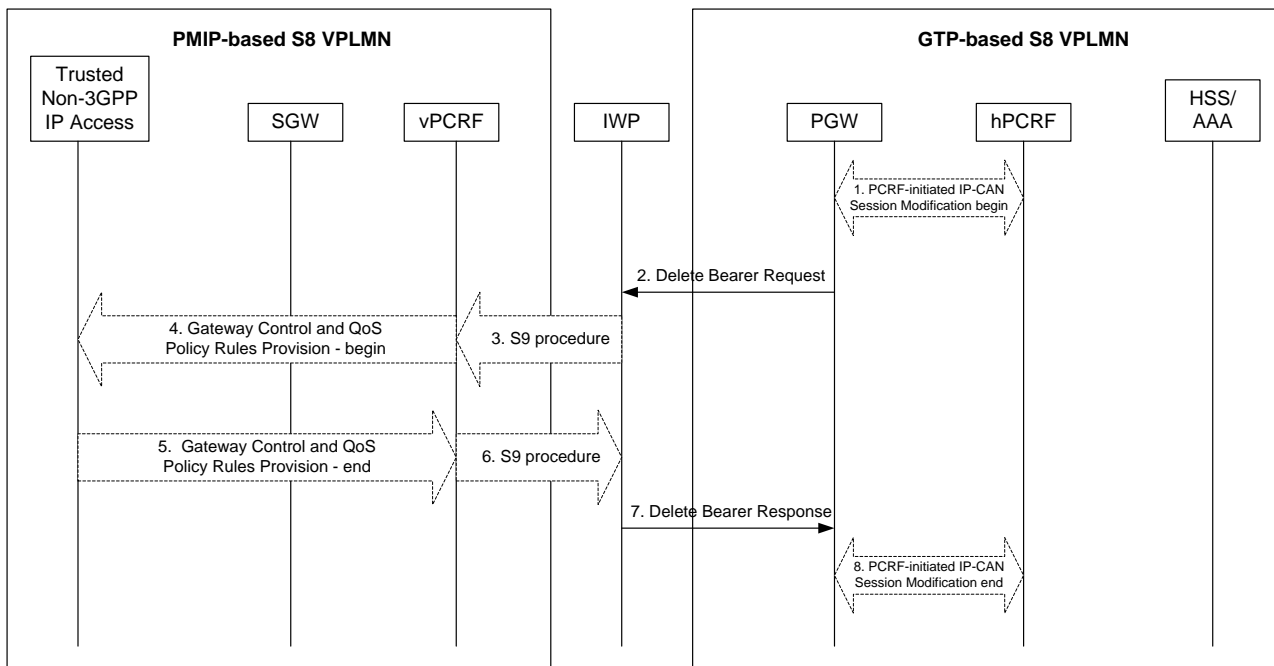 PMIP-based S8 VPLMN
GTP-based S8 VPLMN
Trusted
Non-3GPP
IP Access
SGW
vPCRF
IWP
PGW
hPCRF
HSS/
AAA
1. PCRF-initiated IP-CAN
Session Modification begin
2. Delete Bearer Request
3. S9 procedure
4. Gateway Control and QoS
Policy Rules Provision - begin
5. Gateway Control and QoS
Policy Rules Provision - end
6. S9 procedure
7. Delete Bearer Response
8. PCRF-initiated IP-CAN
Session Modification end